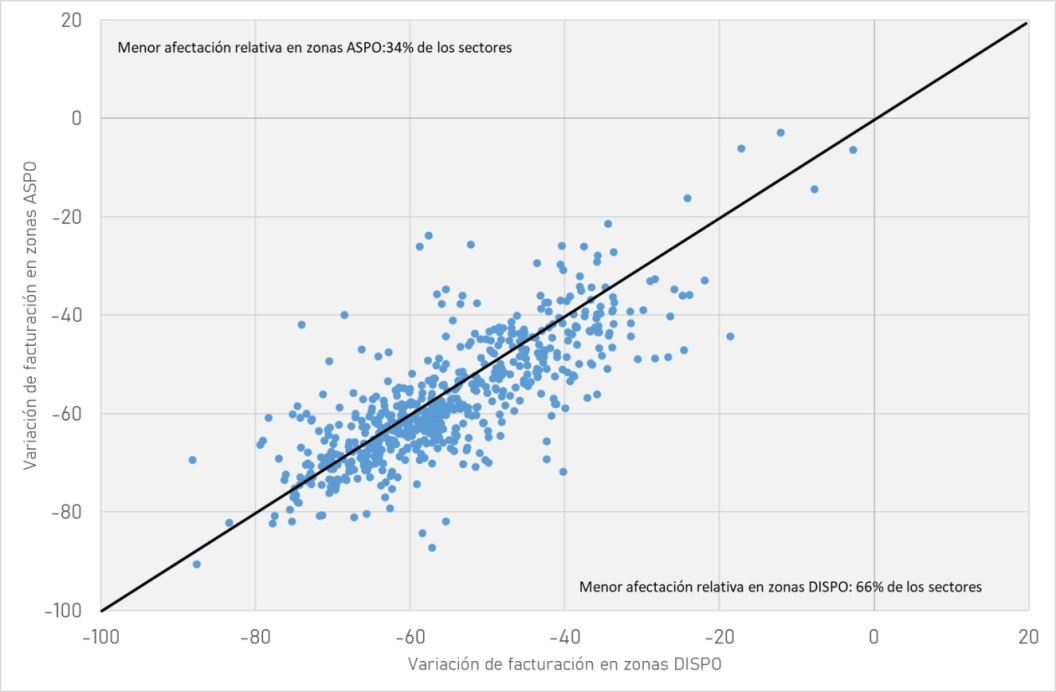 20
Menor afectación relativa en zonas ASPO:34% de los sectores
0
-20
-40
-60
-80
-100
Variación de facturación en zonas ASPO
Menor afectación relativa en zonas DISPO: 66% de los sectores
-100 -80 -60 -40 -20 0 20
Variación de facturación en zonas DISPO